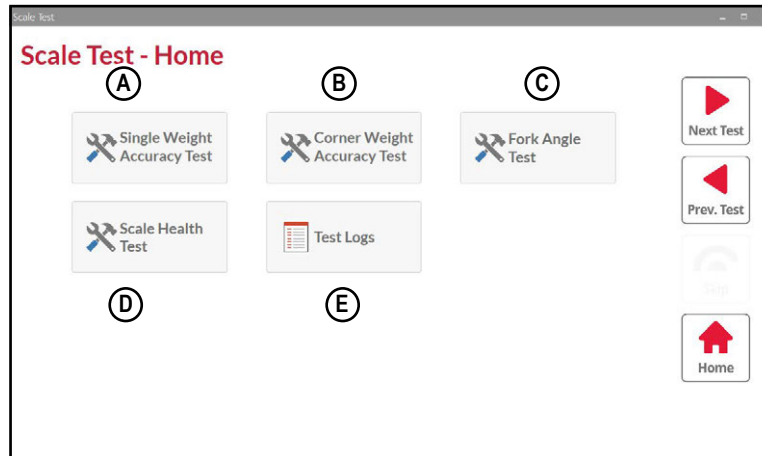 Scale Test
Scale Test - Home
A
B
C
Single Weight
Accuracy Test
Corner Weight
Accuracy Test
Fork Angle
Test
Scale Health
Test
Test Logs
D
E
Next Test
Prev. Test
Skip
Home